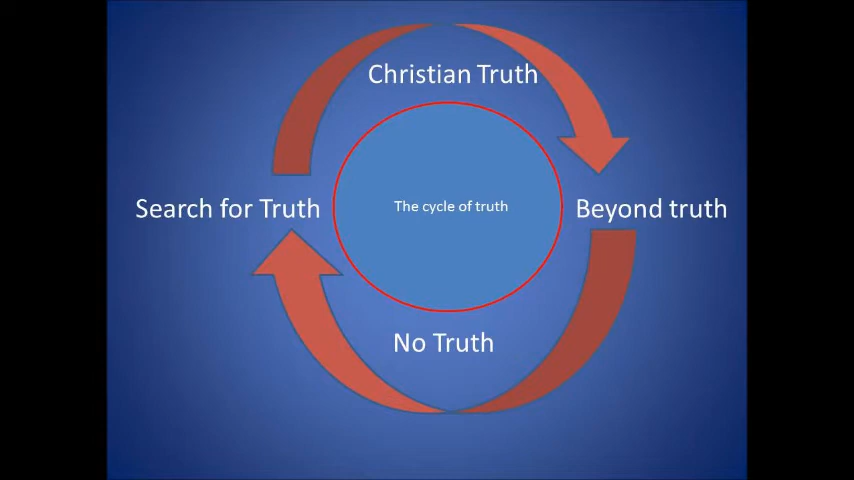 Christian Truth
Search for Truth
The cycle of truth
Beyond truth
No Truth